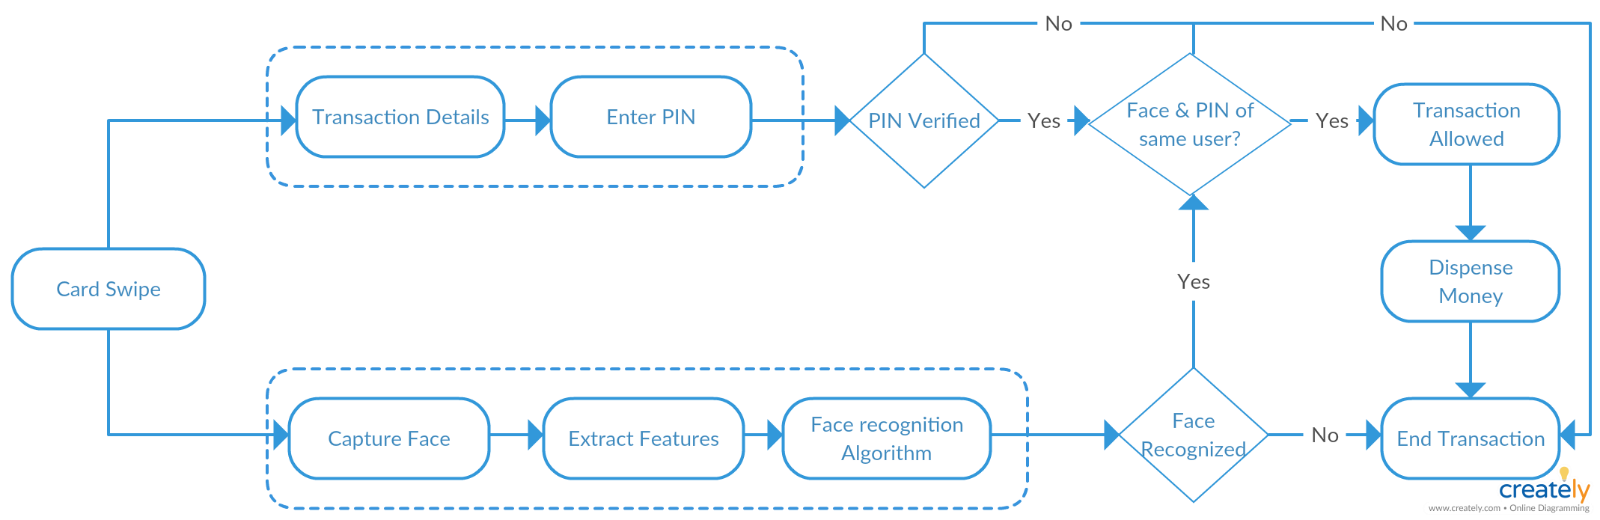 No
No
Transaction Details
Enter PIN
PIN Verified
Yes
Face & PIN of
same user?
Yes
Transaction
Allowed
Card Swipe
Yes
Dispense
Money
Capture Face
Extract Features
Face recognition
Algorithm
Face
Recognized
No
End Transaction
creately
www.creately.com • Online Diagramming